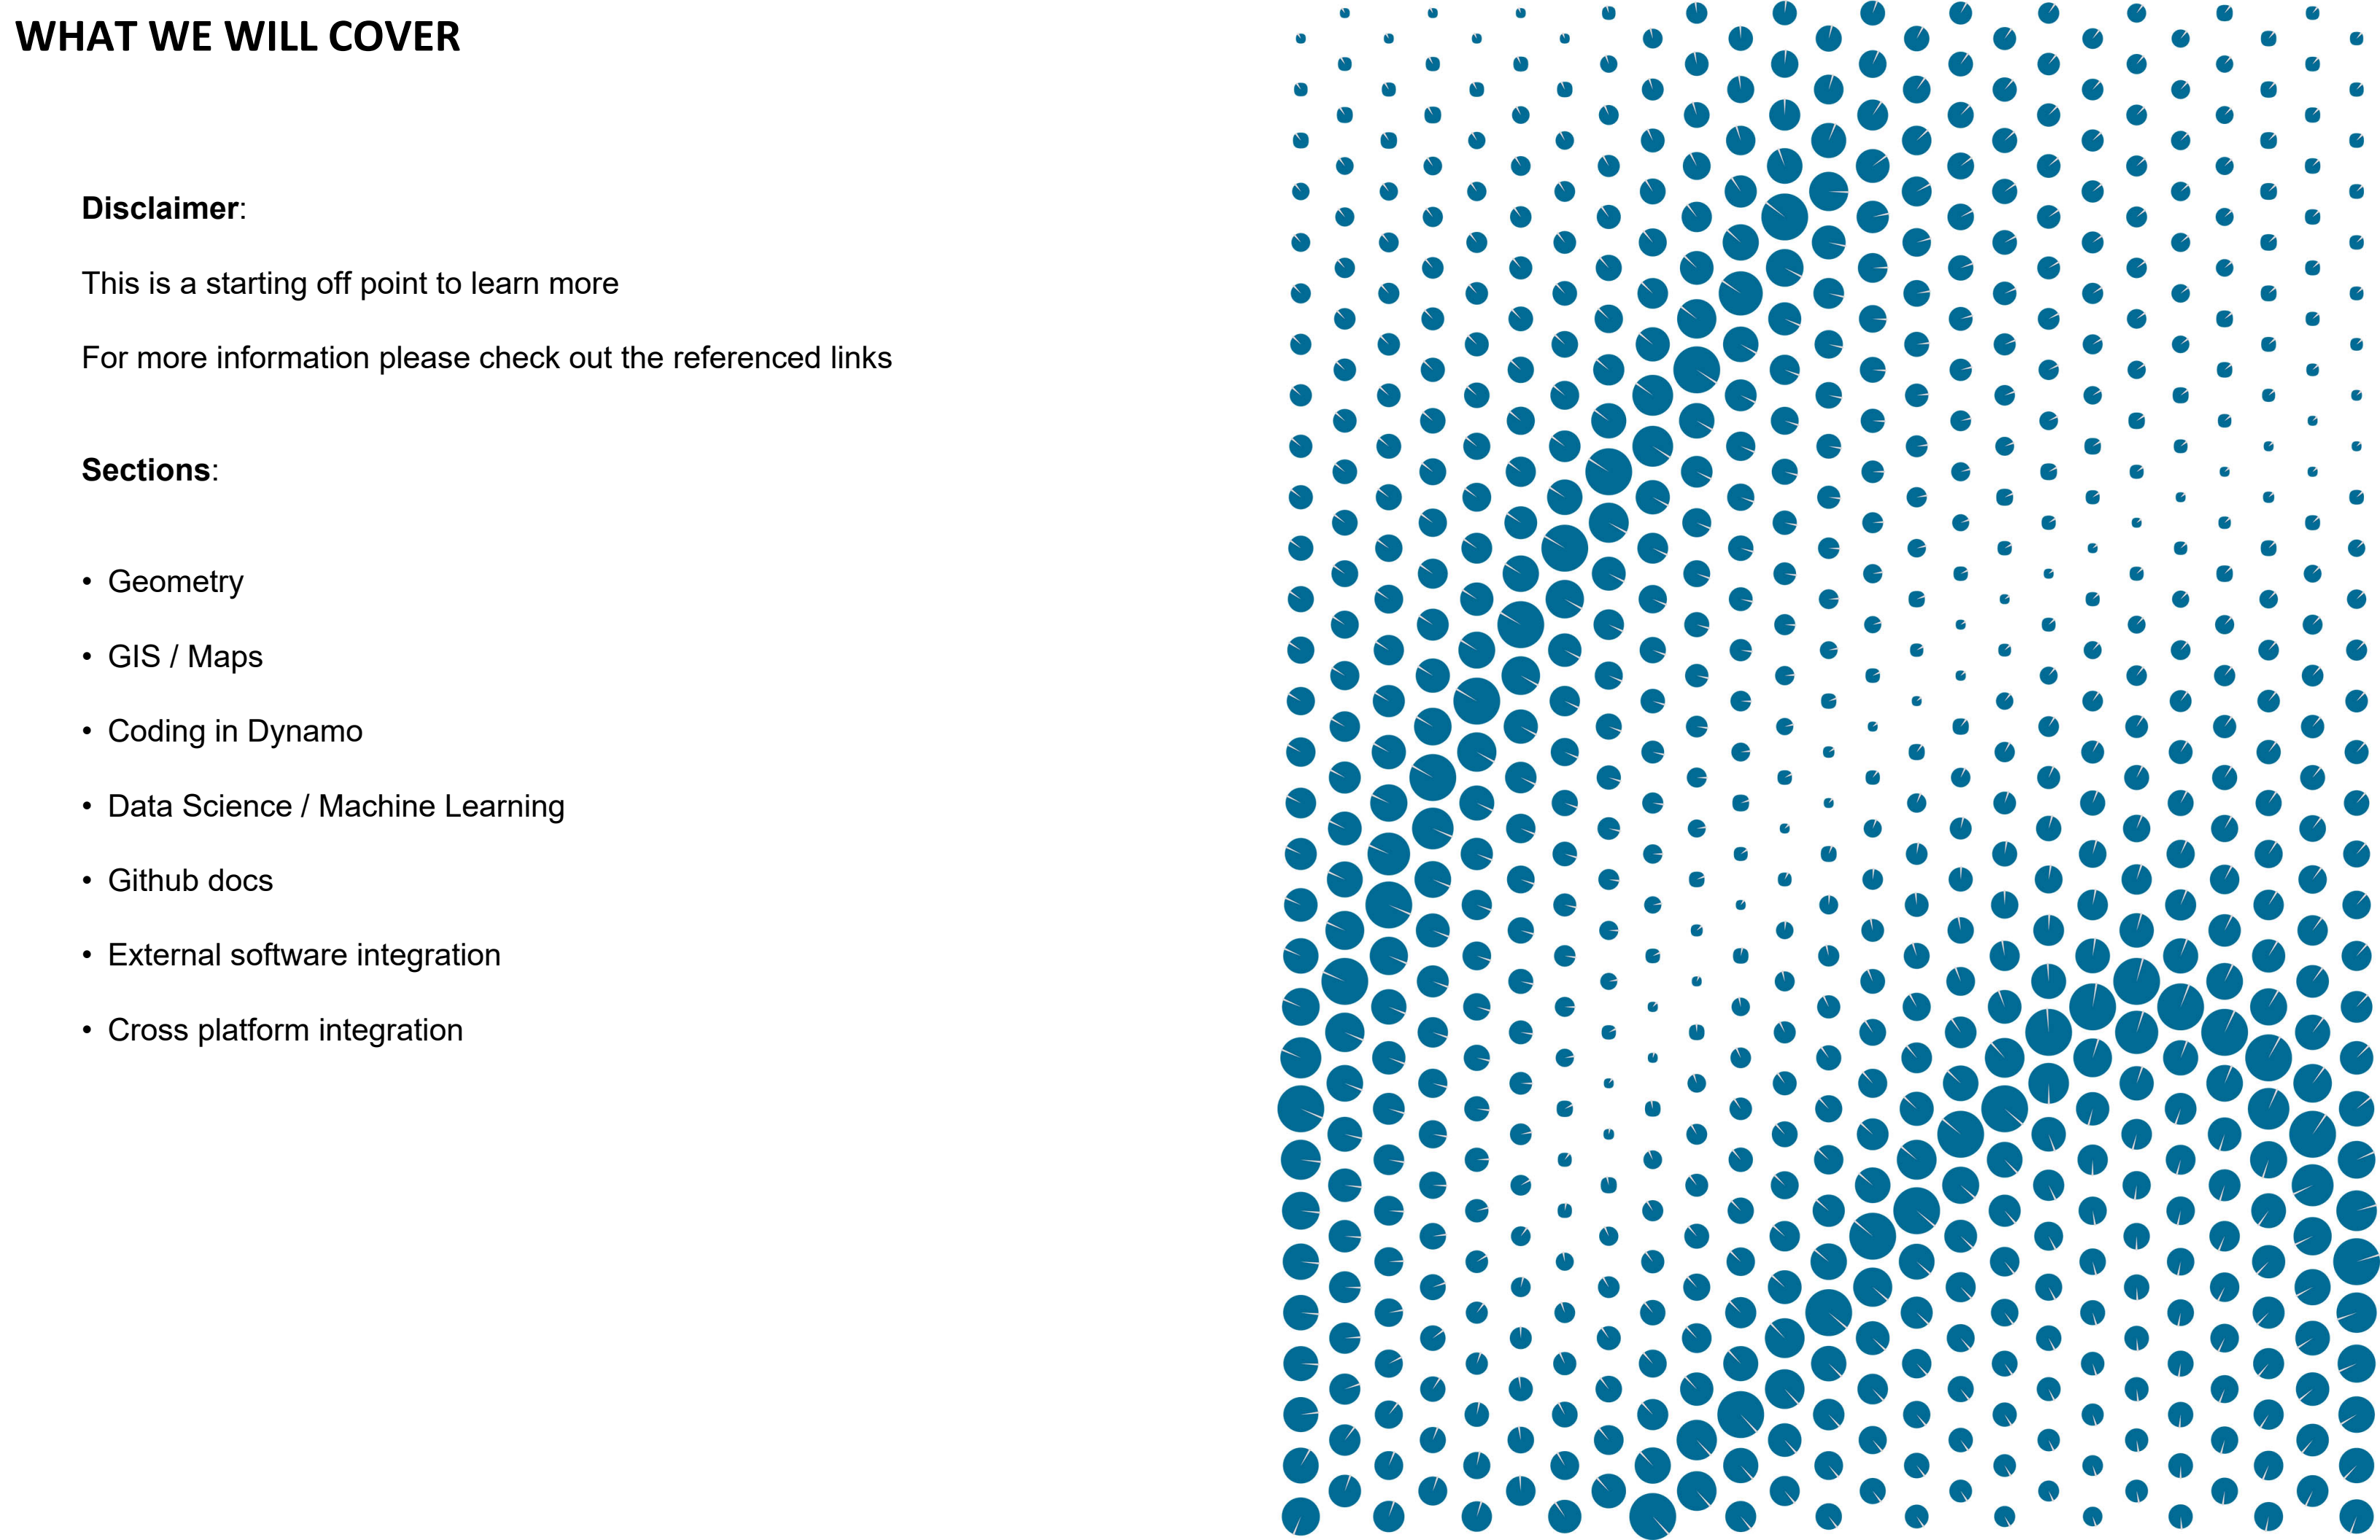 WHAT WE WILL COVER
Disclaimer:
This is a starting off point to learn more
For more information please check out the referenced links
Sections:
• Geometry
• GIS / Maps
• Coding in Dynamo
• Data Science / Machine Learning
• Github docs
• External software integration
• Cross platform integration